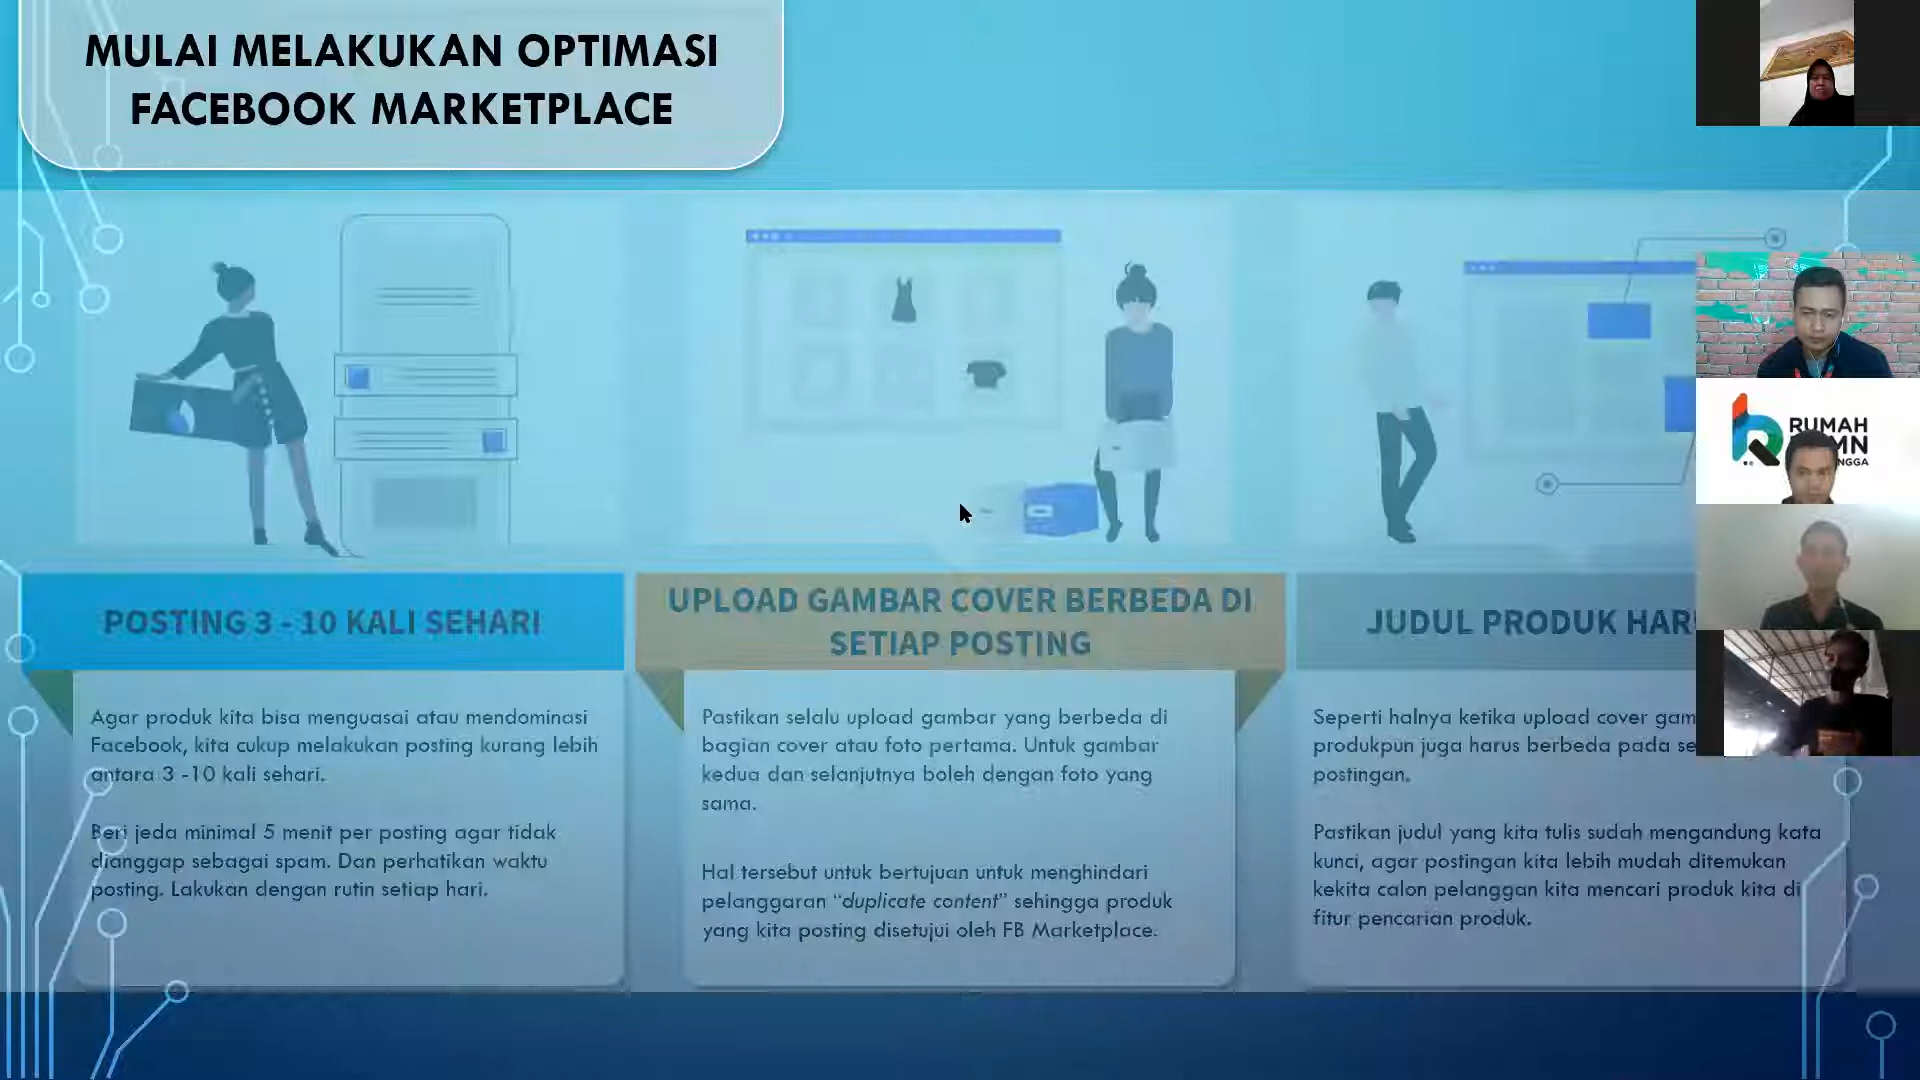 MULAI MELAKUKAN OPTIMASI
FACEBOOK MARKETPLACE
POSTING 3 - 10 KALI SEHARI
Agar produk kita bisa menguasai atau mendominasi
Facebook, kita cukup melakukan posting kurang lebih
antara 3 -10 kali sehari.
Beri jeda minimal 5 menit per posting agar tidak
dianggap sebagai spam. Dan perhatikan waktu
posting. Lakukan dengan rutin setiap hari.
UPLOAD GAMBAR COVER BERBEDA DI
SETIAP POSTING
Pastikan selalu upload gambar yang berbeda di
bagian cover atau foto pertama. Untuk gambar
kedua dan selanjutnya boleh dengan foto yang
sama.
Hal tersebut untuk bertujuan untuk menghindari
pelanggaran “duplicate content” sehingga produk
yang kita posting disetujui oleh FB Marketplace.
JUDUL PRODUK
Seperti halnya ketika upload cover
produkpun juga harus berbeda pada
postingan.
Pastikan judul yang kita tulis sudah mengandung kata
kunci, agar postingan kita lebih mudah ditemukan
kekita calon pelanggan kita mencari produk kita di
fitur pencarian produk.
RUMAH